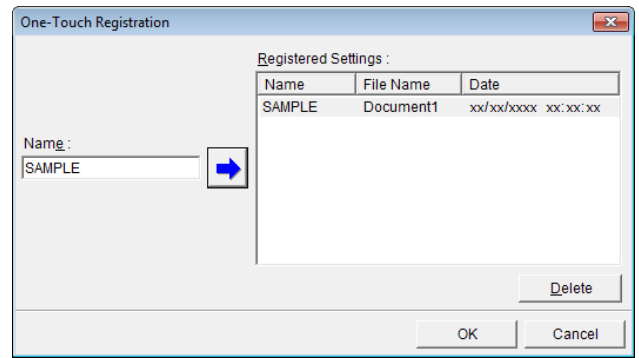 One-Touch Registration
Registered Settings :
Name File Name Date
SAMPLE Document1 xx/xx/xxxx xx:xx:xx
Name :
SAMPLE
Delete
OK Cancel